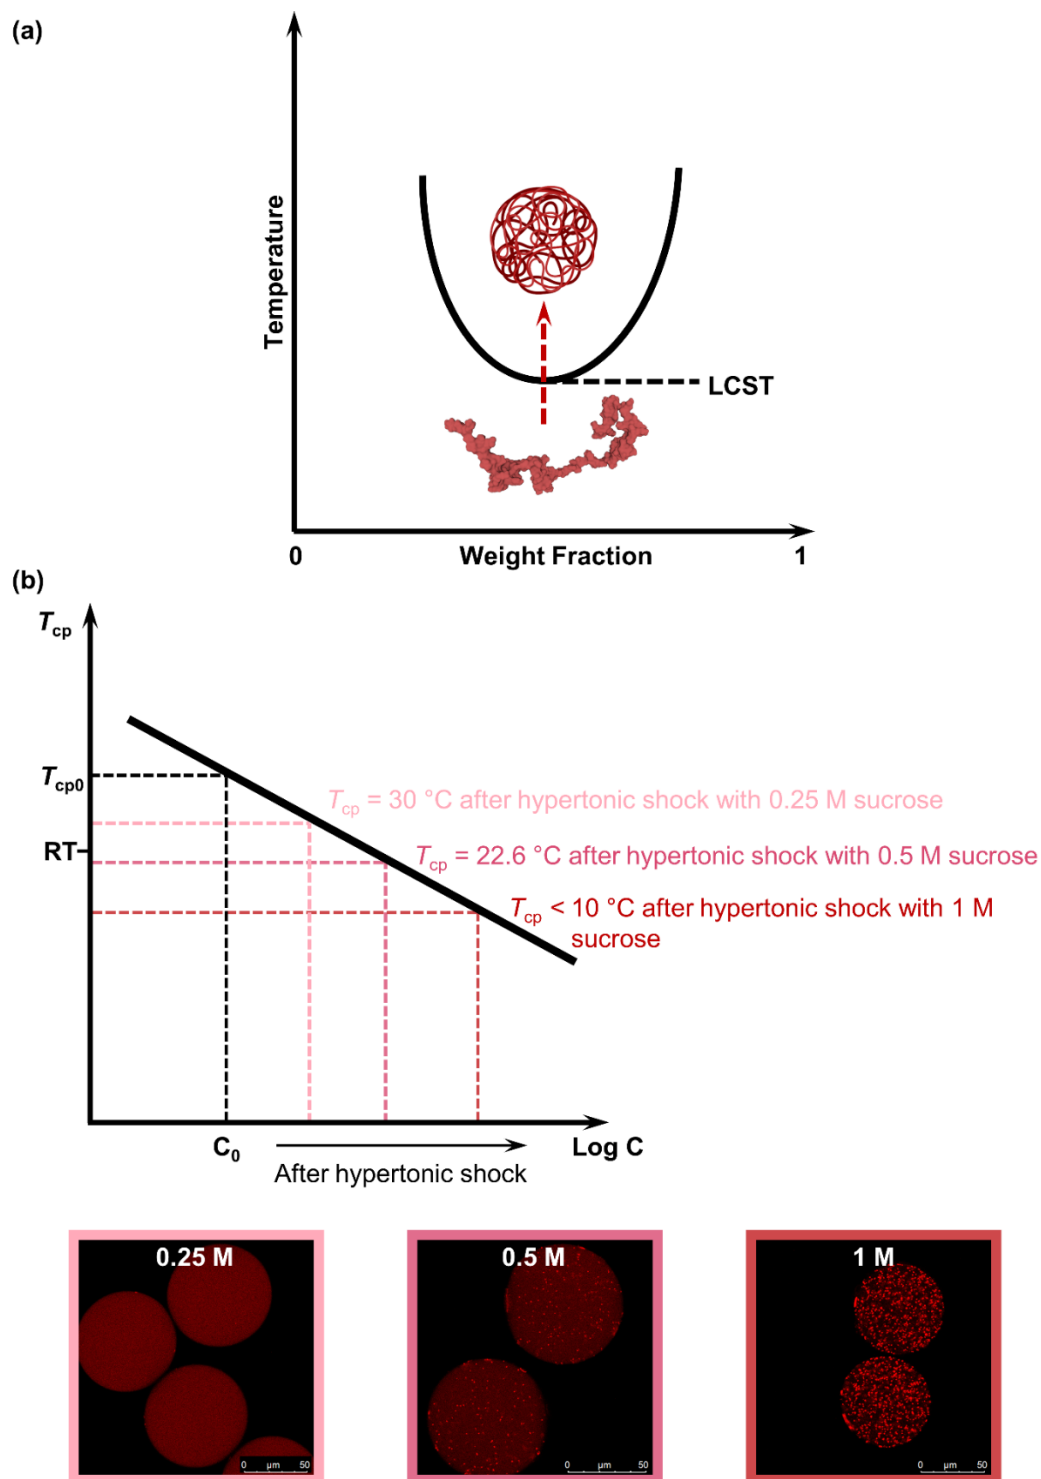 (a)
Temperature
LCST
0
Weight Fraction
1
(b)
Tcp
Tcp0
Tcp = 30 °C after hypertonic shock with 0.25 M sucrose
RT
Tcp = 22.6 °C after hypertonic shock with 0.5 M sucrose
Tcp < 10 °C after hypertonic shock with 1 M
sucrose
C0
Log C
After hypertonic shock
0.25 M
0.5 M
1 M
0 µm 50
0 µm 50
0 µm 50